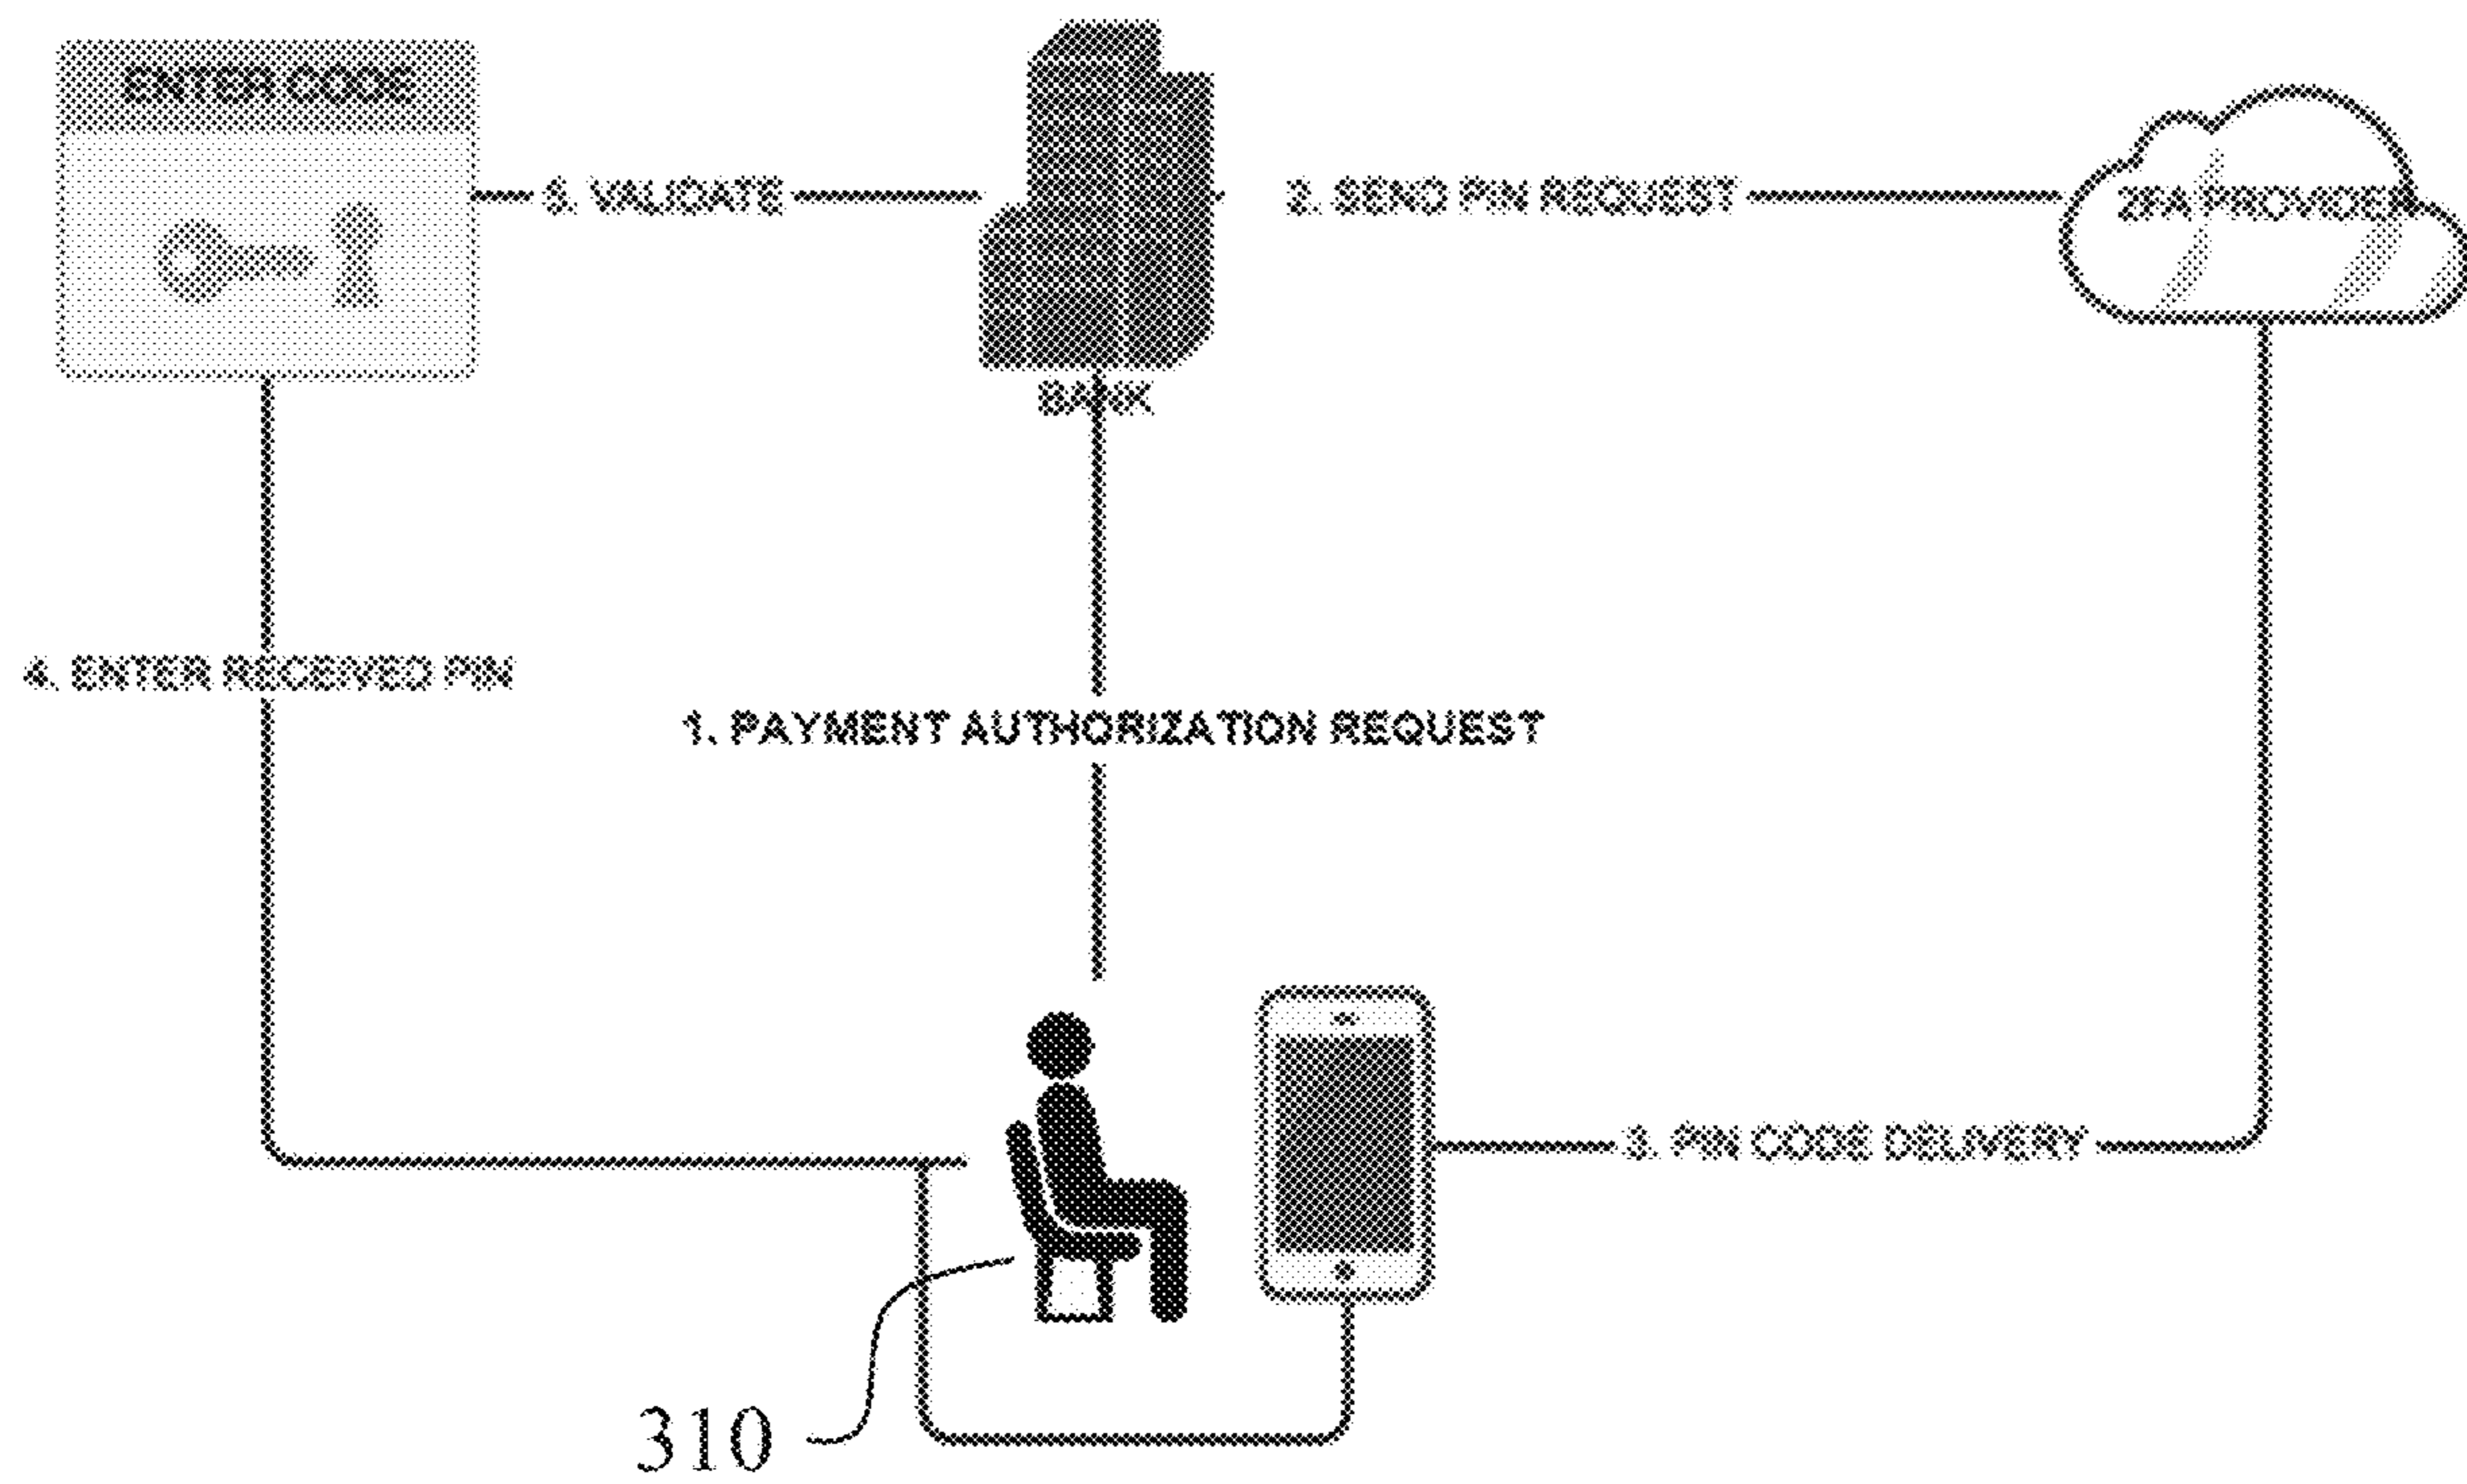 ENTER CODE
5. VALIDATE
2. SEND PIN REQUEST
2FA PROVIDER
BANK
4. ENTER RECEIVED PIN
1. PAYMENT AUTHORIZATION REQUEST
3. PIN CODE DELIVERY
310